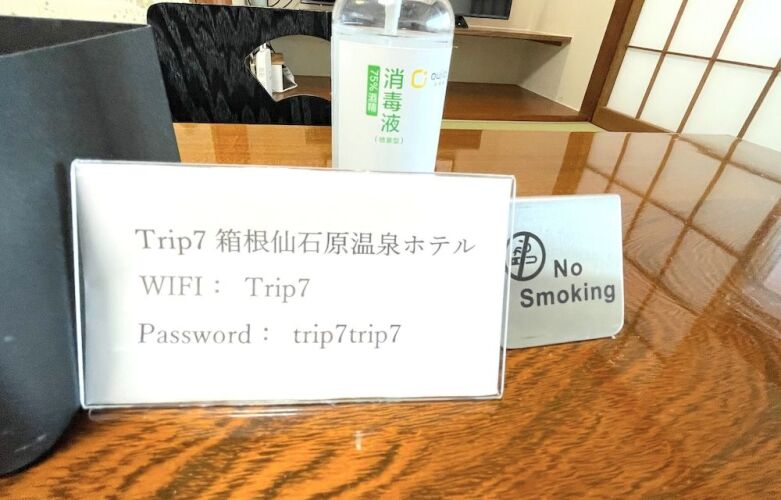 消毒液
75%酒精
Trip7 箱根仙石原温泉ホテル
WIFI： Trip7
Password： trip7trip7
No
Smoking